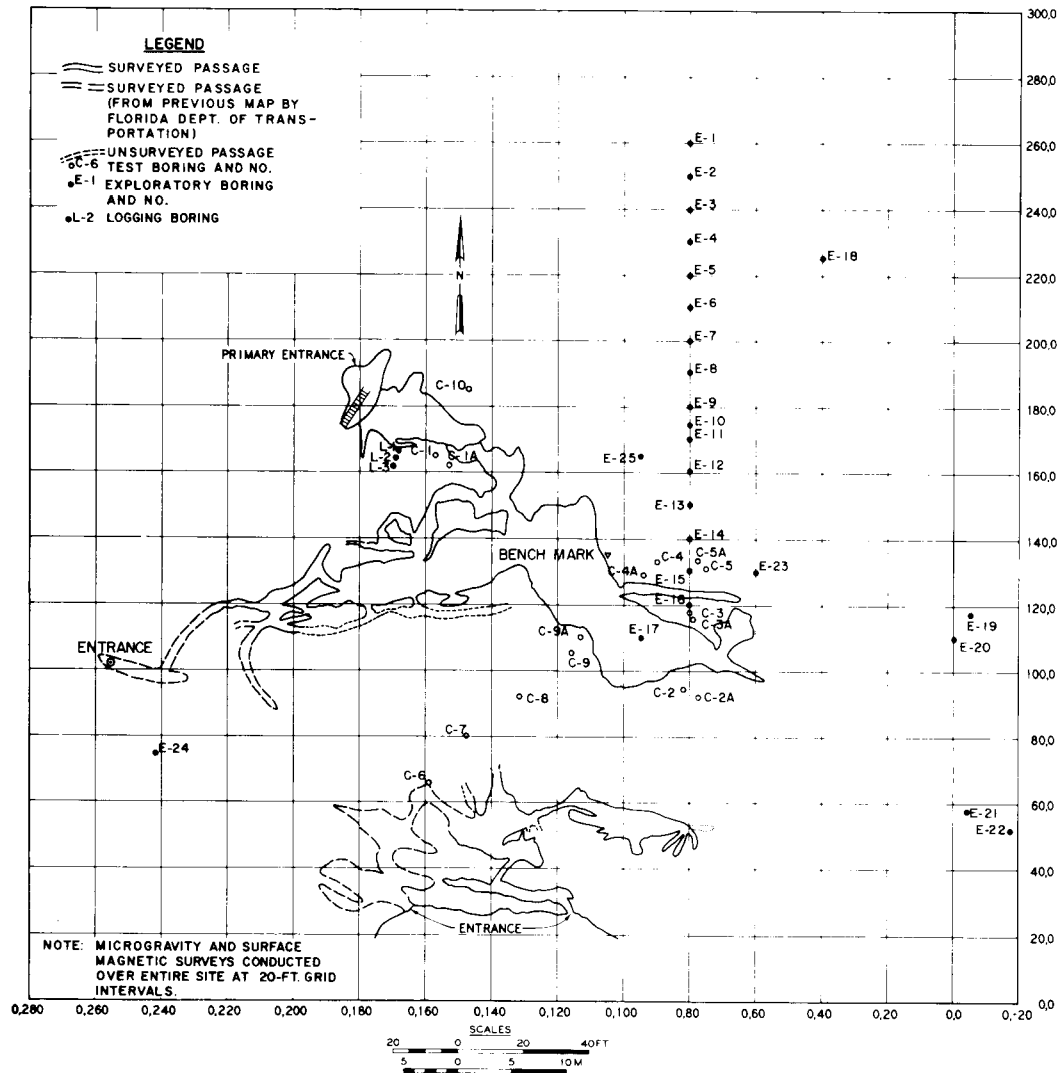 LEGEND
SURVEYED PASSAGE
SURVEYED PASSAGE
(FROM PREVIOUS MAP BY
FLORIDA DEPT. OF TRANS-
PORTATION)
UNSURVEYED PASSAGE
C-6 TEST BORING AND NO.
E-1 EXPLORATORY BORING
AND NO.
L-2 LOGGING BORING
300,0
280,0
260,0
240,0
220,0
200,0
180,0
160,0
140,0
120,0
100,0
80,0
60,0
40,0
20,0
0,0
E-1
E-2
E-3
E-4
E-18
E-5
E-6
E-7
E-8
E-9
E-10
E-11
E-12
E-25
E-13
E-14
N
PRIMARY ENTRANCE
C-10
L-1
L-2
L-3
C-1
C-1A
BENCH MARK
C-4
C-5A
C-4A
C-5
E-15
E-23
E-16
C-3
C-3A
E-19
E-20
E-17
C-9A
C-9
ENTRANCE
C-2
C-2A
C-8
C-7
E-24
C-6
E-21
E-22
ENTRANCE
NOTE: MICROGRAVITY AND SURFACE
MAGNETIC SURVEYS CONDUCTED
OVER ENTIRE SITE AT 20-FT. GRID
INTERVALS.
0,280
0,260
0,240
0,220
0,200
0,180
0,160
0,140
0,120
0,100
0,80
0,60
0,40
0,20
0,0
0,-20
SCALES
20 0 20 40FT
5 0 5 10M